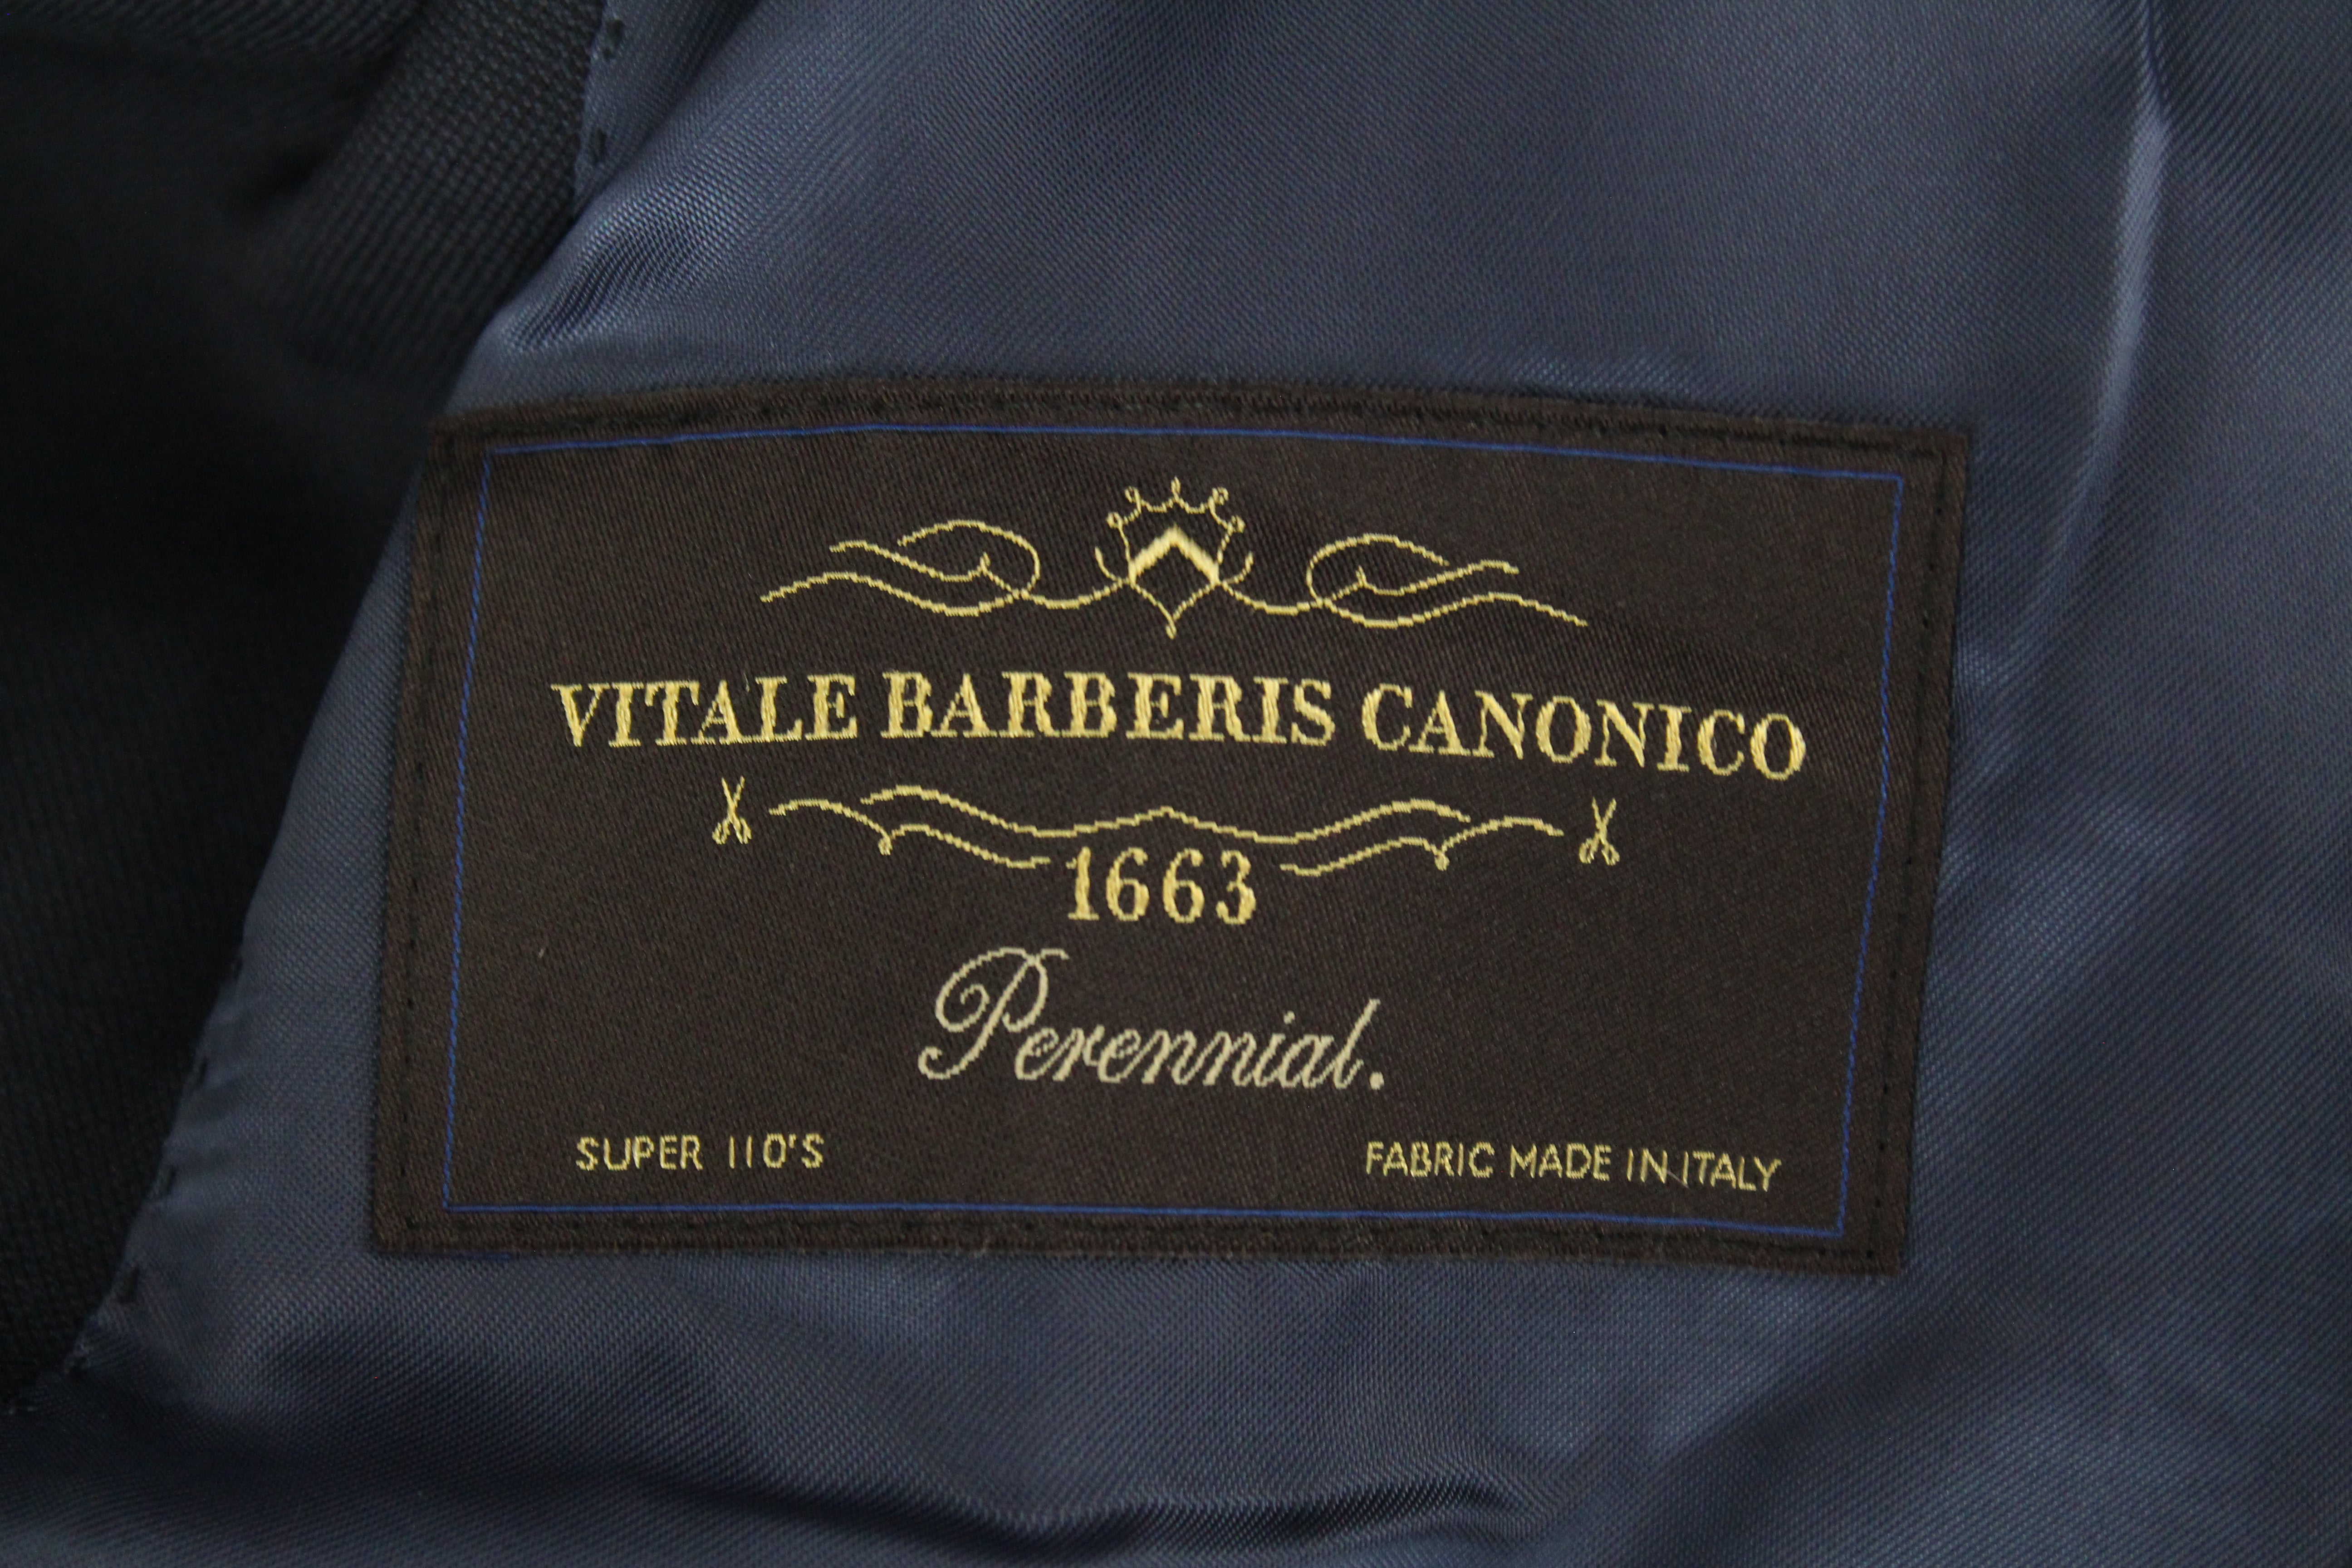 VITALE BARBERIS CANONICO
1663
Perennial.
SUPER 110'S
FABRIC MADE IN ITALY